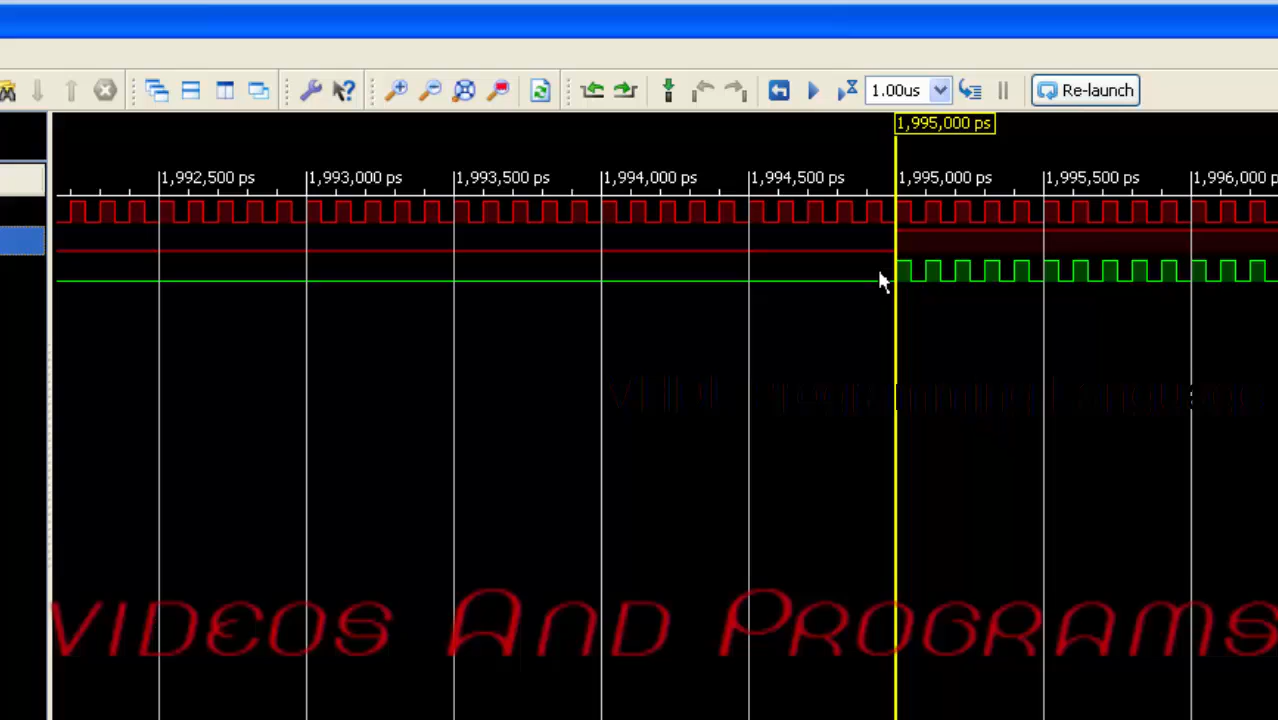 1.00us
Re-launch
1,995,000 ps
1,992,500 ps
1,993,000 ps
1,993,500 ps
1,994,000 ps
1,994,500 ps
1,995,000 ps
1,995,500 ps
1,996,000 p
VIDEOS AND PROGRAMS